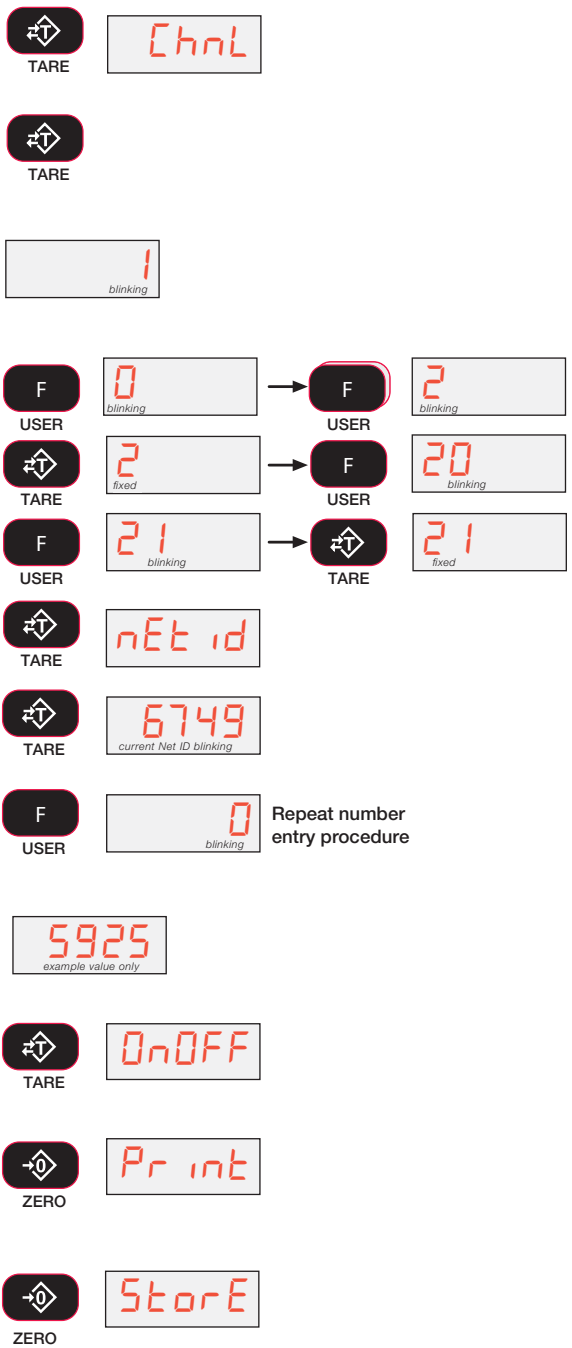 T ChnL
TARE
T
TARE
1
blinking
F 0 F 2
blinking blinking
USER USER
T 2 F 20
fixed blinking
TARE USER
F 21 T 21
blinking fixed
USER TARE
T nEt id
TARE
T 6749
current Net ID blinking
TARE
F 0 Repeat number
blinking entry procedure
USER
5925
example value only
T OnOFF
TARE
0 Print
ZERO
0 StorE
ZERO